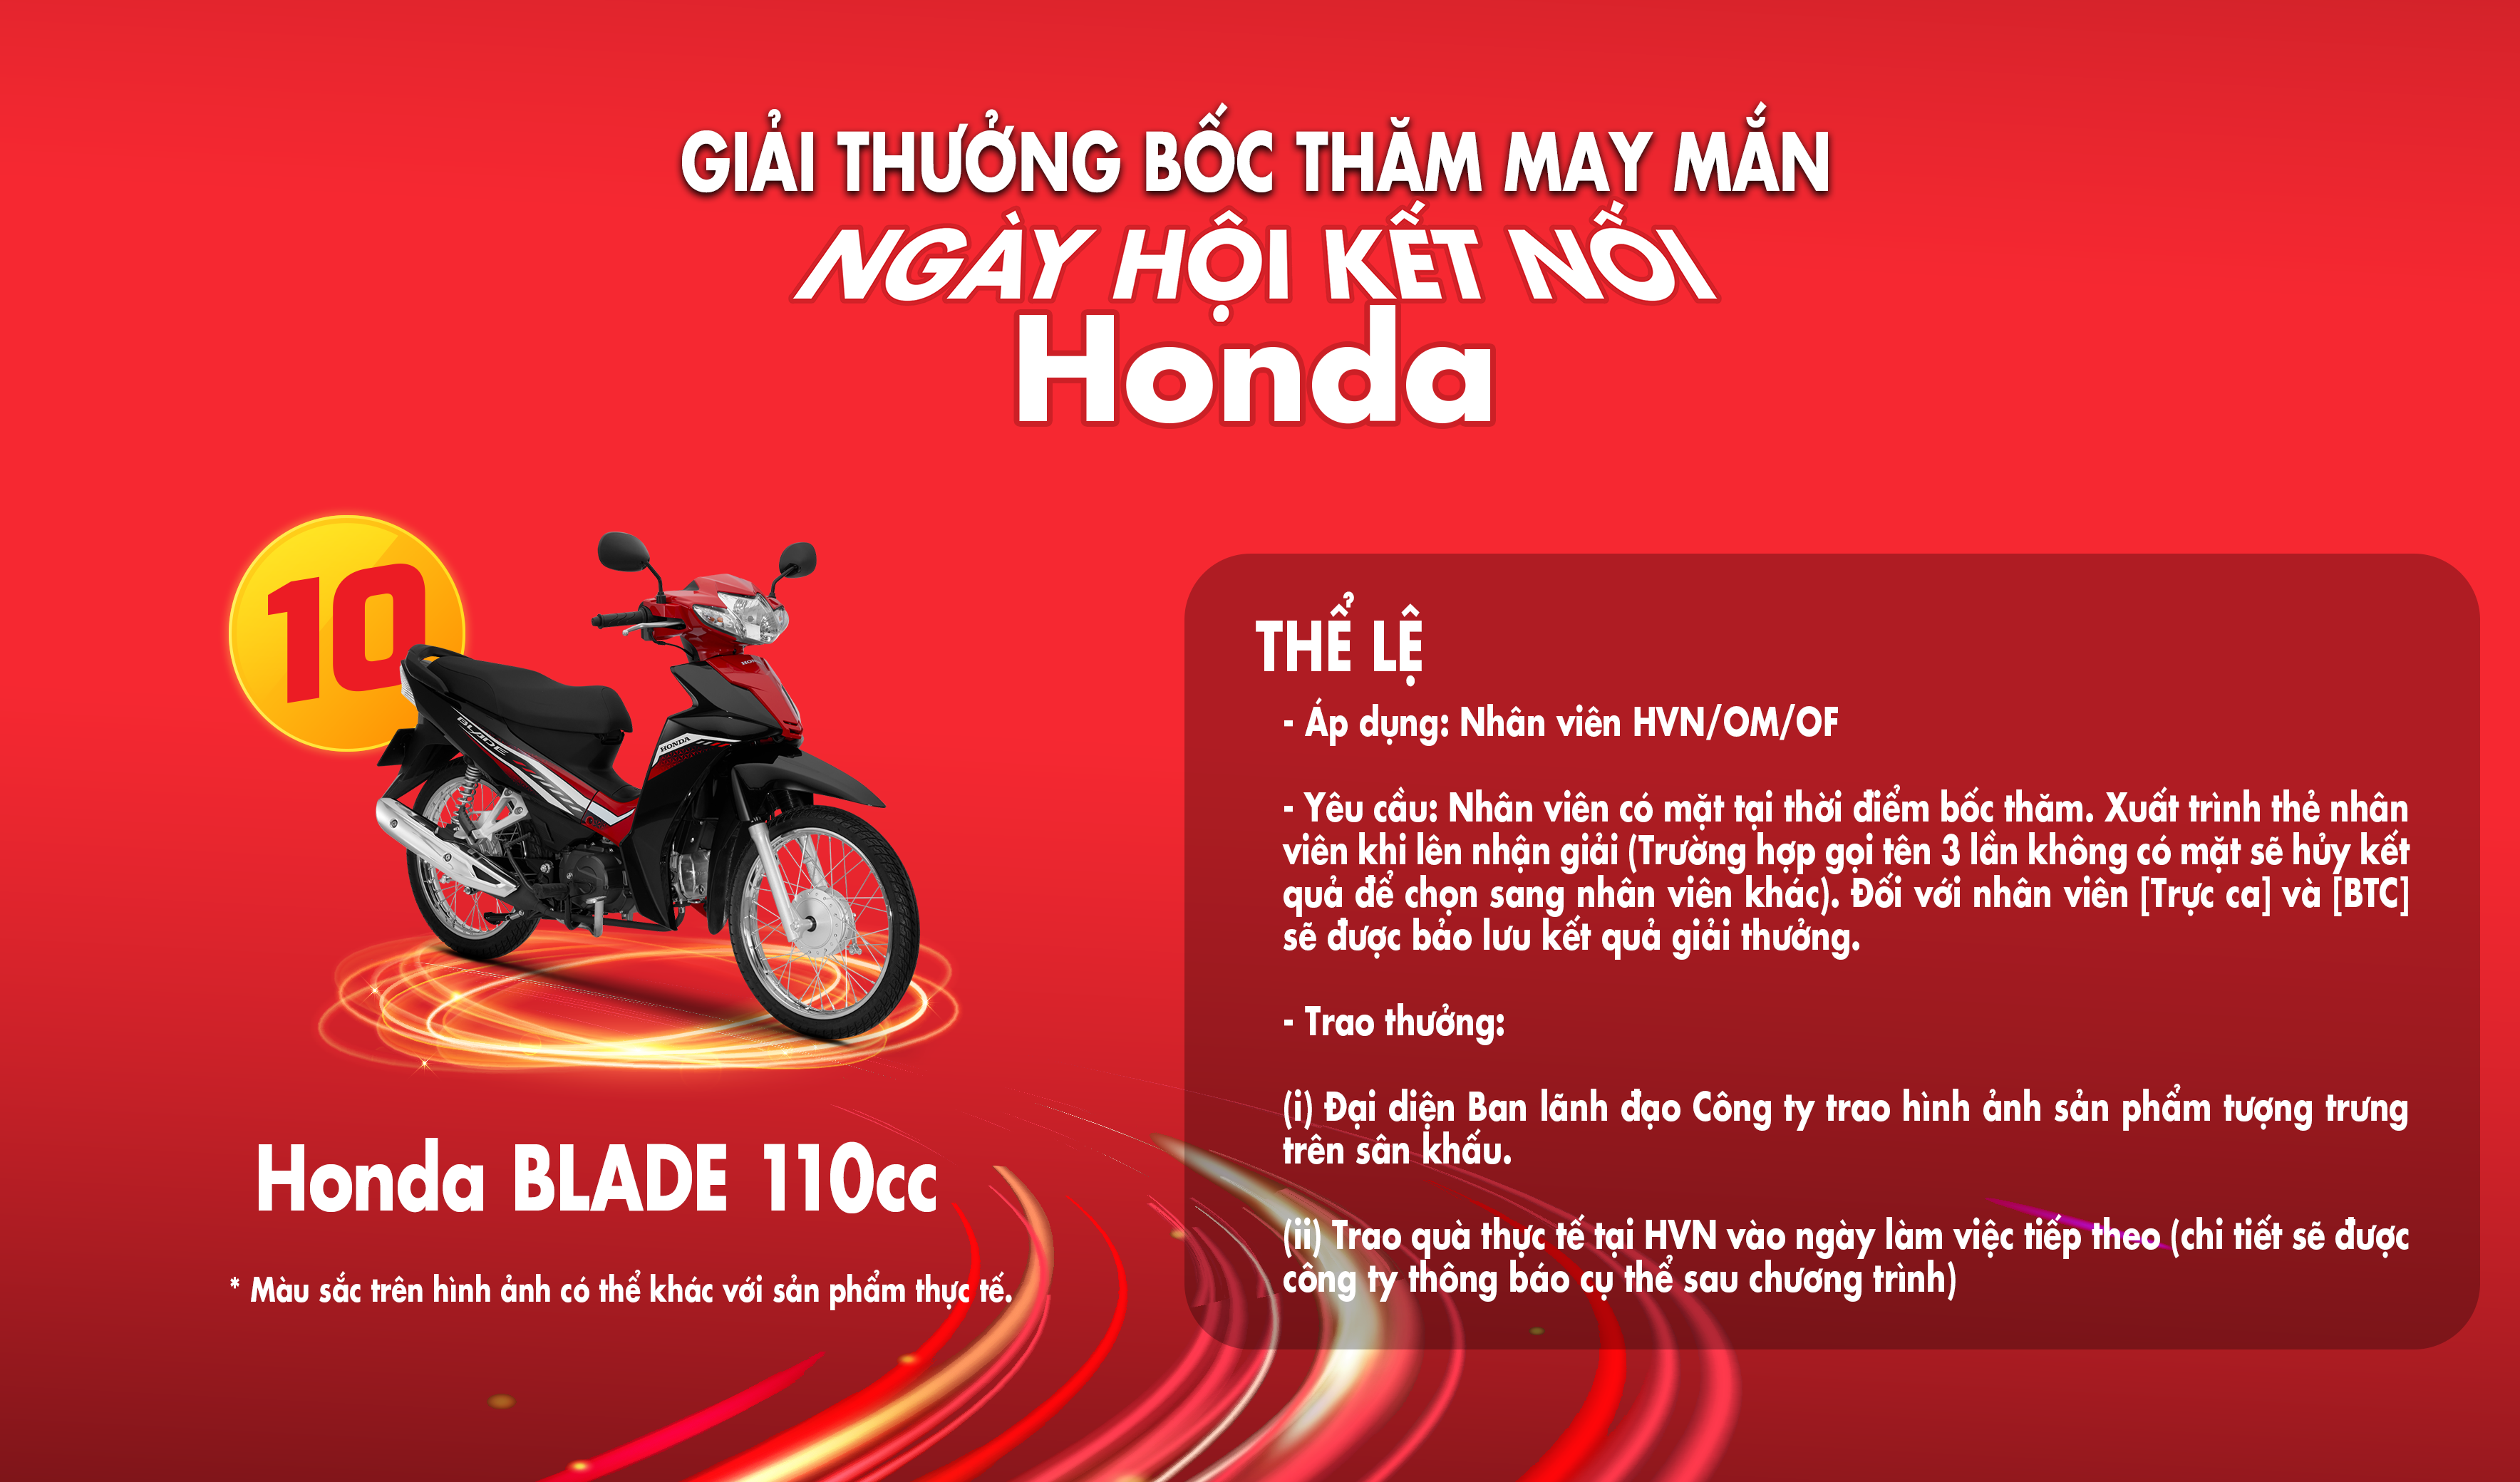 GIẢI THƯỞNG BỐC THĂM MAY MẮN
NGÀY HỘI KẾT NỐI
Honda
10
HONDA
BLADE
HONDA
Honda BLADE 110cc
* Màu sắc trên hình ảnh có thể khác với sản phẩm thực tế.
THỂ LỆ
- Áp dụng: Nhân viên HVN/OM/OF
- Yêu cầu: Nhân viên có mặt tại thời điểm bốc thăm. Xuất trình thẻ nhân
viên khi lên nhận giải (Trường hợp gọi tên 3 lần không có mặt sẽ hủy kết
quả để chọn sang nhân viên khác). Đối với nhân viên [Trực ca] và [BTC]
sẽ được bảo lưu kết quả giải thưởng.
- Trao thưởng:
(i) Đại diện Ban lãnh đạo Công ty trao hình ảnh sản phẩm tượng trưng
trên sân khấu.
(ii) Trao quà thực tế tại HVN vào ngày làm việc tiếp theo (chi tiết sẽ được
công ty thông báo cụ thể sau chương trình)